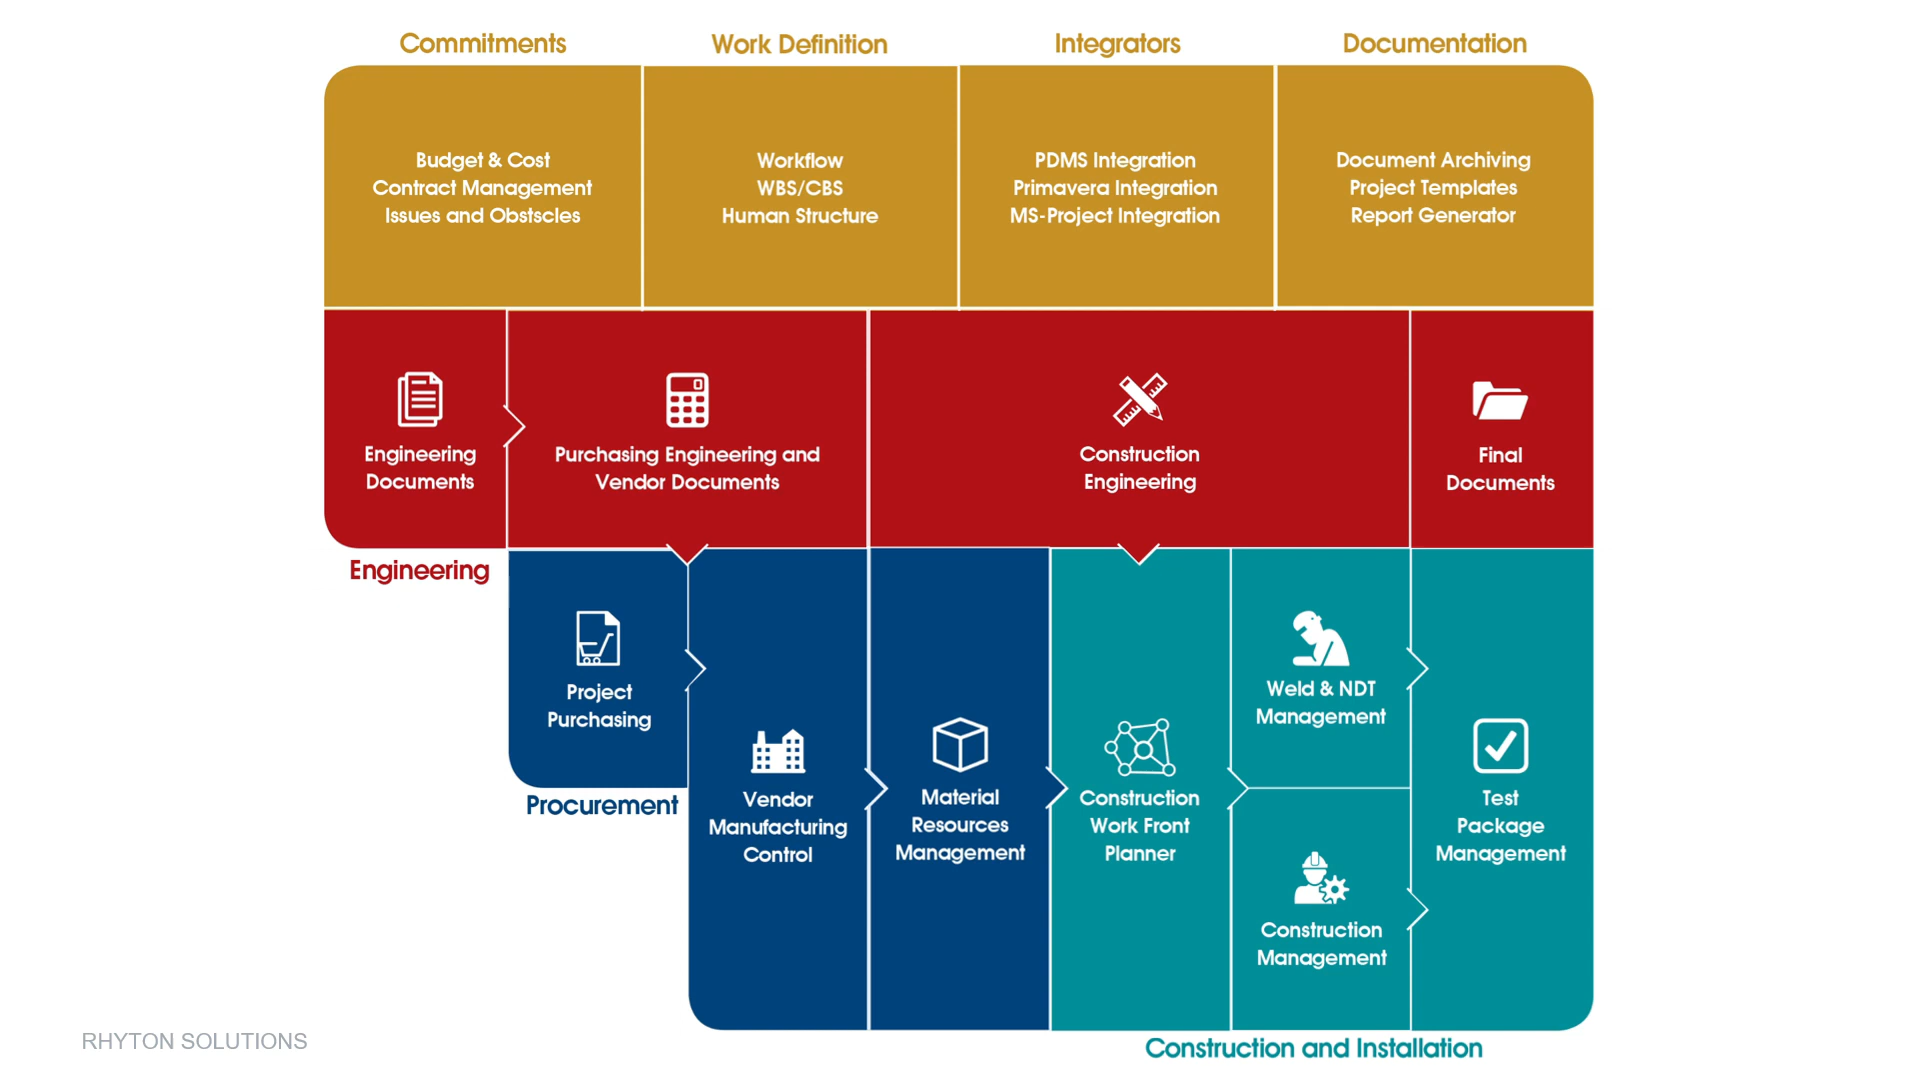 Commitments
Work Definition
Integrators
Documentation
Budget & Cost
Contract Management
Issues and Obstscles
Workflow
WBS/CBS
Human Structure
PDMS Integration
Primavera Integration
MS-Project Integration
Document Archiving
Project Templates
Report Generator
Engineering
Documents
Purchasing Engineering and
Vendor Documents
Construction
Engineering
Final
Documents
Engineering
Project
Purchasing
Procurement
Vendor
Manufacturing
Control
Material
Resources
Management
Construction
Work Front
Planner
Weld & NDT
Management
Construction
Management
Test
Package
Management
Construction and Installation
RHYTON SOLUTIONS